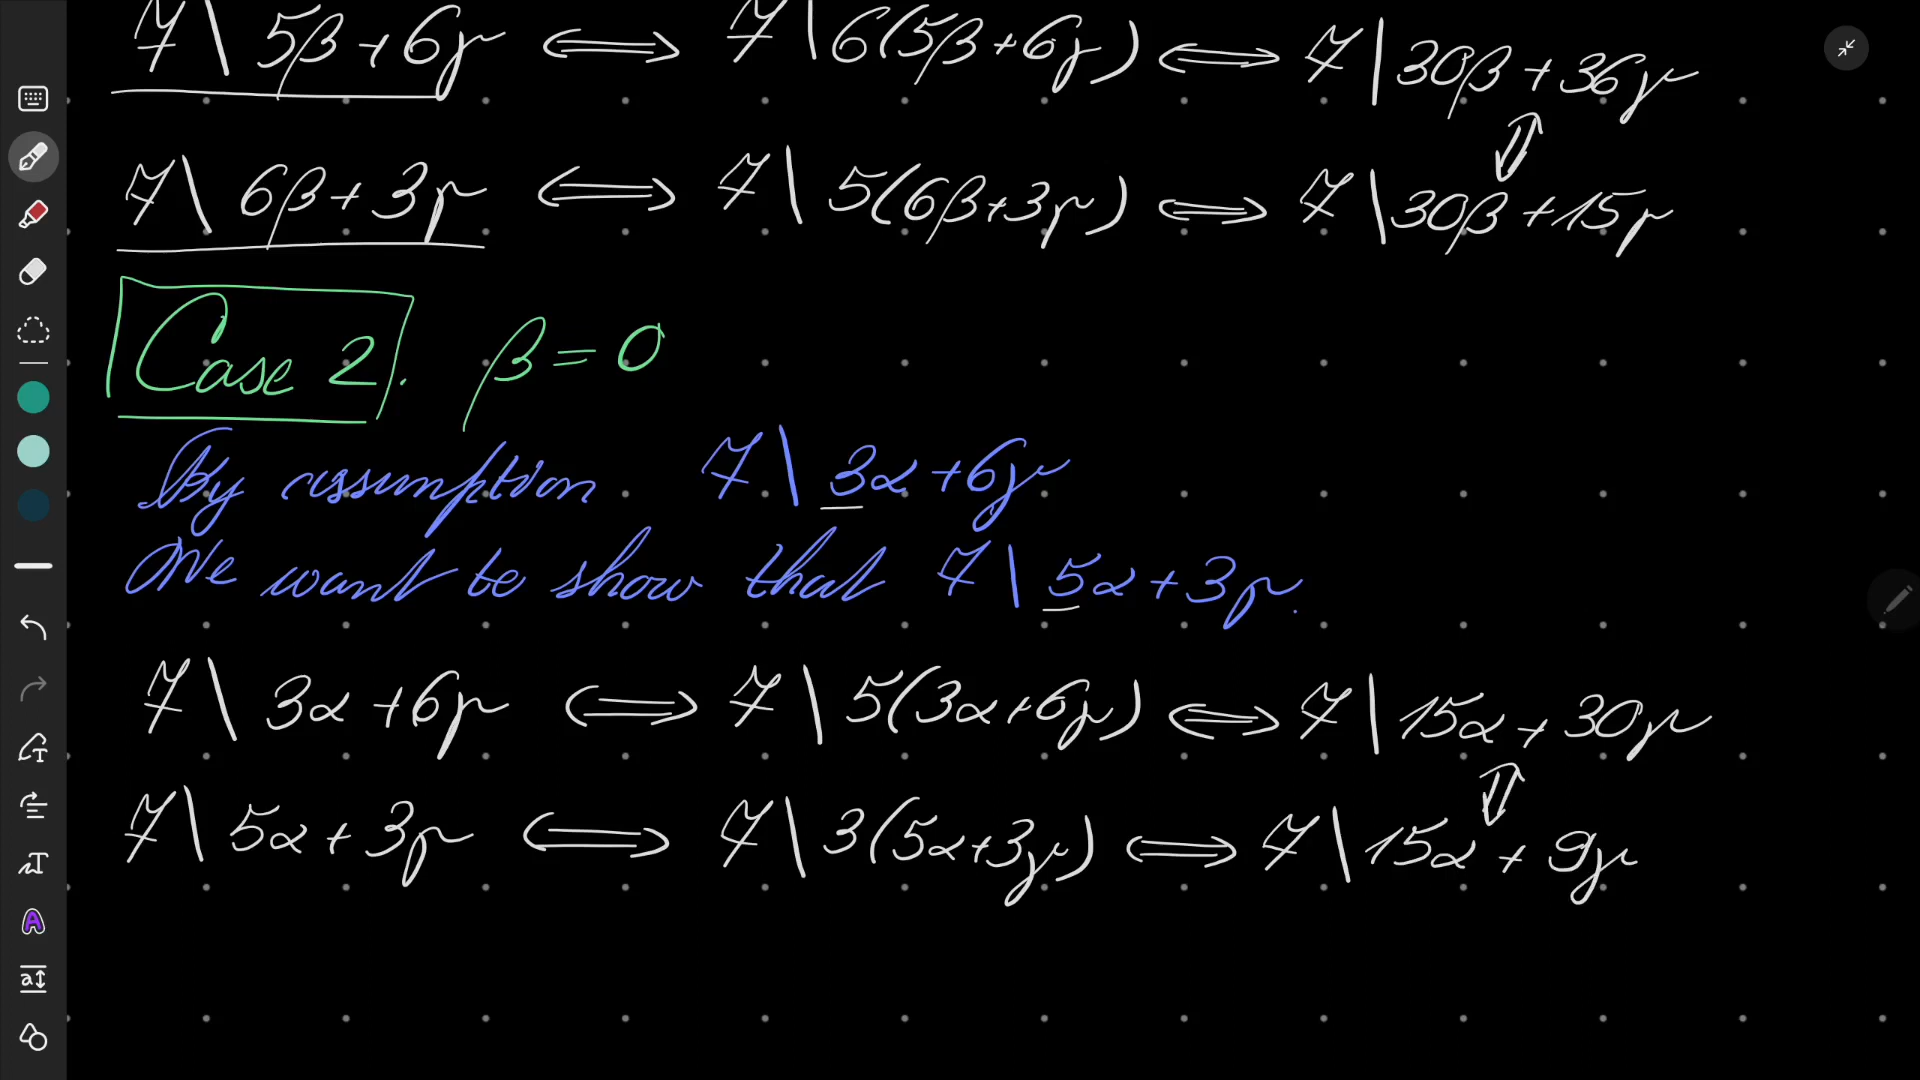 7 \ 5β + 6γ ⟺ 7 \ 6(5β + 6γ) ⟺ 7 | 30β + 36γ
⇕
7 \ 6β + 3γ ⟺ 7 \ 5(6β + 3γ) ⟺ 7 \ 30β + 15γ
Case 2. β = 0
By assumption 7 \ 3α + 6γ
We want to show that 7 \ 5α + 3γ.
7 \ 3α + 6γ ⟺ 7 \ 5(3α + 6γ) ⟺ 7 | 15α + 30γ
⇕
7 \ 5α + 3γ ⟺ 7 \ 3(5α + 3γ) ⟺ 7 \ 15α + 9γ